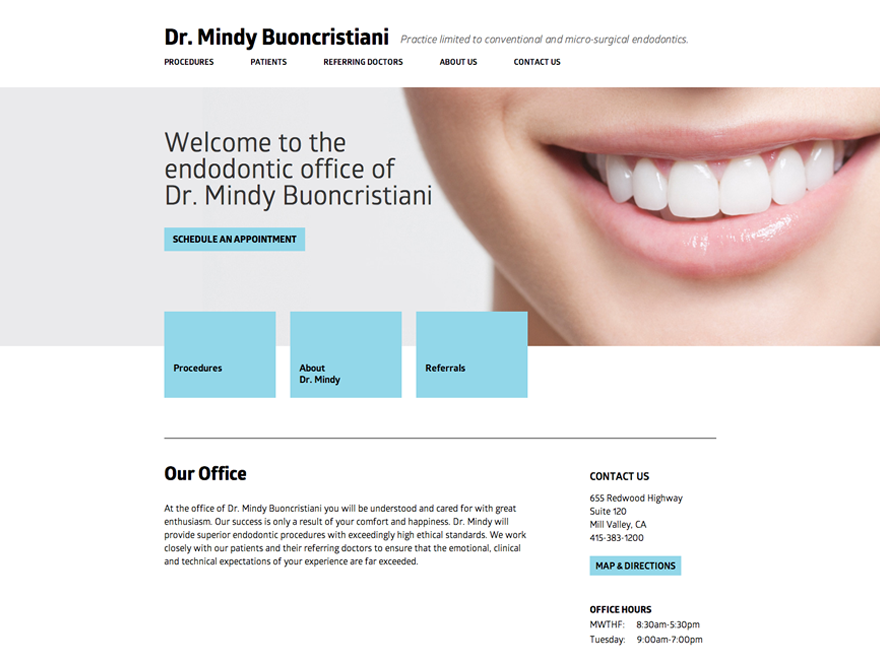 Dr. Mindy Buoncristiani Practice limited to conventional and micro-surgical endodontics.
PROCEDURES PATIENTS REFERRING DOCTORS ABOUT US CONTACT US
Welcome to the
endodontic office of
Dr. Mindy Buoncristiani
SCHEDULE AN APPOINTMENT
Procedures
About
Dr. Mindy
Referrals
Our Office
At the office of Dr. Mindy Buoncristiani you will be understood and cared for with great
enthusiasm. Our success is only a result of your comfort and happiness. Dr. Mindy will
provide superior endodontic procedures with exceedingly high ethical standards. We work
closely with our patients and their referring doctors to ensure that the emotional, clinical
and technical expectations of your experience are far exceeded.
CONTACT US
655 Redwood Highway
Suite 120
Mill Valley, CA
415-383-1200
MAP & DIRECTIONS
OFFICE HOURS
MWTHF: 8:30am-5:30pm
Tuesday: 9:00am-7:00pm